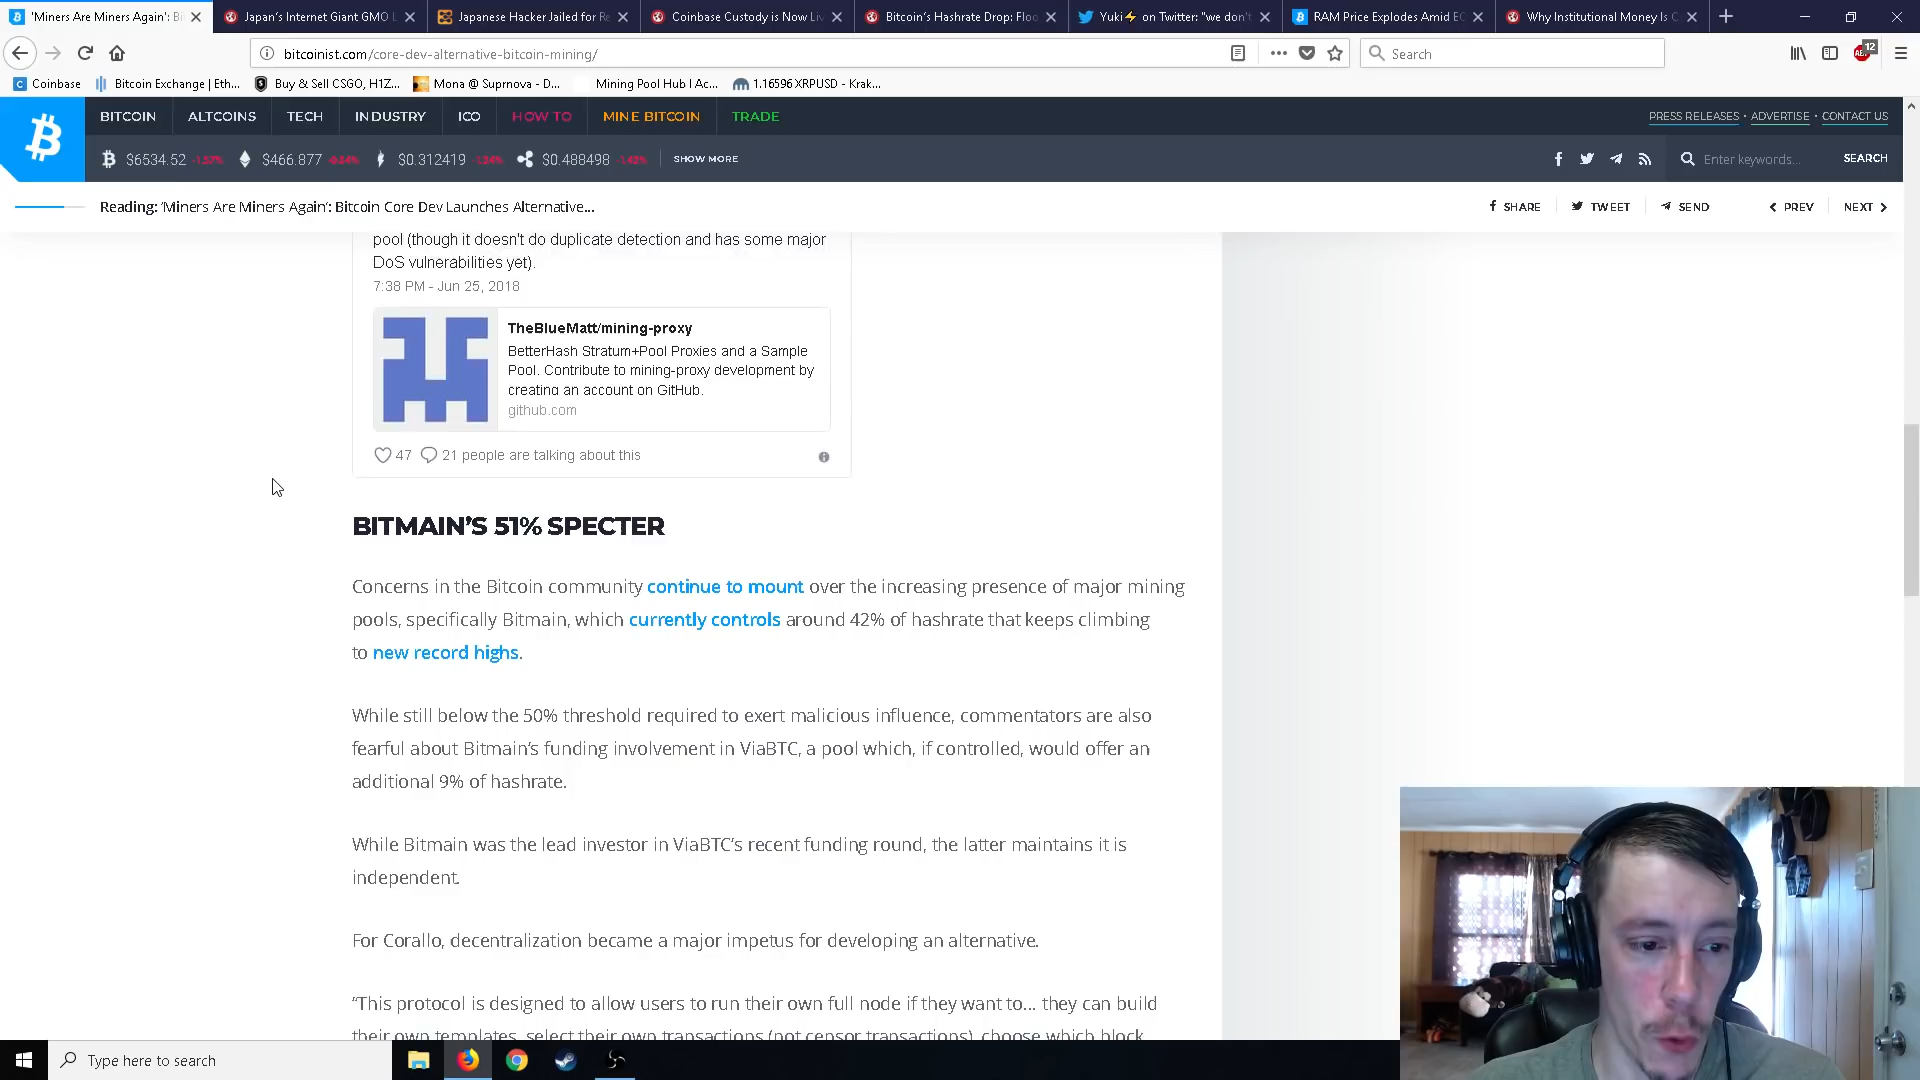 'Miners Are Miners Again': Bi
Japan's Internet Giant GMO L
Japanese Hacker Jailed for Re
Coinbase Custody is Now Liv
Bitcoin's Hashrate Drop: Floo
Yuki⚡ on Twitter: "we don't
RAM Price Explodes Amid EO
Why Institutional Money Is C
bitcoinist.com/core-dev-alternative-bitcoin-mining/
Search
12
Coinbase
Bitcoin Exchange | Eth...
Buy & Sell CSGO, H1Z...
Mona @ Suprnova - D...
Mining Pool Hub | Ac...
1.16596 XRPUSD - Krak...
BITCOIN
ALTCOINS
TECH
INDUSTRY
ICO
HOW TO
MINE BITCOIN
TRADE
PRESS RELEASES • ADVERTISE • CONTACT US
$6534.52 -1.57%
$466.877 -0.84%
$0.312419 -1.24%
$0.488498 -1.45%
SHOW MORE
Enter keywords...
SEARCH
Reading: 'Miners Are Miners Again': Bitcoin Core Dev Launches Alternative...
SHARE
TWEET
SEND
PREV
NEXT
pool (though it doesn't do duplicate detection and has some major
DoS vulnerabilities yet).
7:38 PM - Jun 25, 2018
TheBlueMatt/mining-proxy
BetterHash Stratum+Pool Proxies and a Sample
Pool. Contribute to mining-proxy development by
creating an account on GitHub.
github.com
47
21 people are talking about this
BITMAIN'S 51% SPECTER
Concerns in the Bitcoin community continue to mount over the increasing presence of major mining
pools, specifically Bitmain, which currently controls around 42% of hashrate that keeps climbing
to new record highs.
While still below the 50% threshold required to exert malicious influence, commentators are also
fearful about Bitmain's funding involvement in ViaBTC, a pool which, if controlled, would offer an
additional 9% of hashrate.
While Bitmain was the lead investor in ViaBTC's recent funding round, the latter maintains it is
independent.
For Corallo, decentralization became a major impetus for developing an alternative.
“This protocol is designed to allow users to run their own full node if they want to… they can build
their own templates, select their own transactions (not censor transactions), choose which block
Type here to search